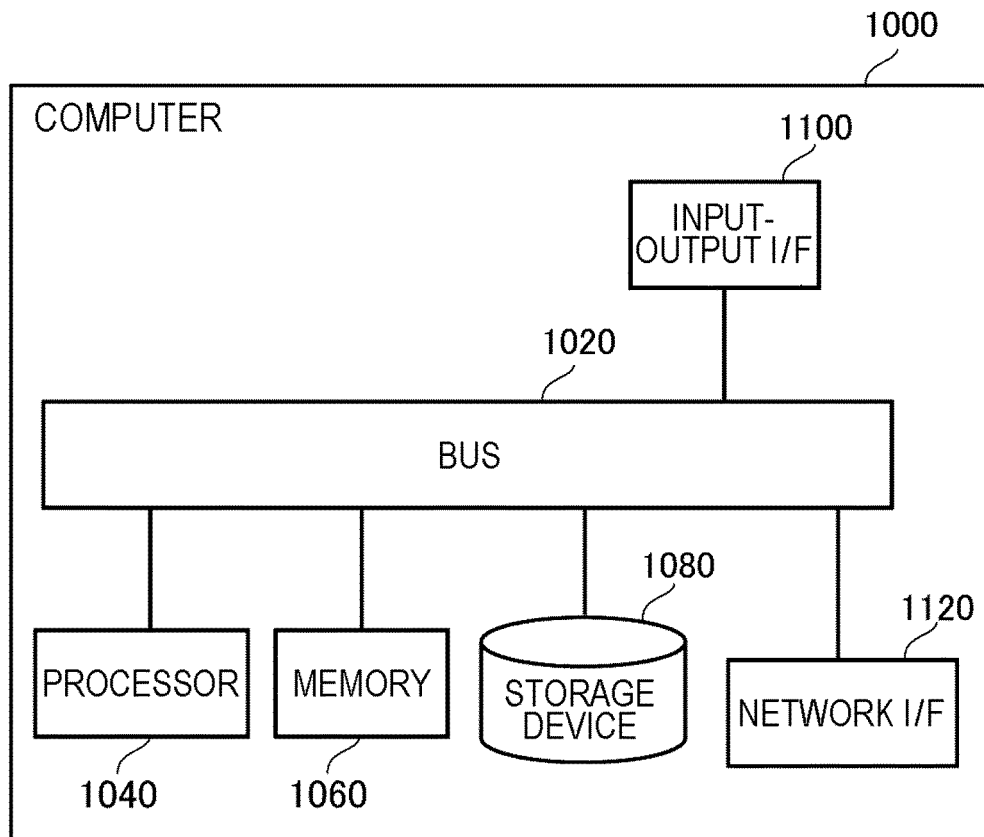 1000
COMPUTER
1100
INPUT-
OUTPUT I/F
1020
BUS
1080
1120
PROCESSOR
MEMORY
STORAGE
DEVICE
NETWORK I/F
1040
1060